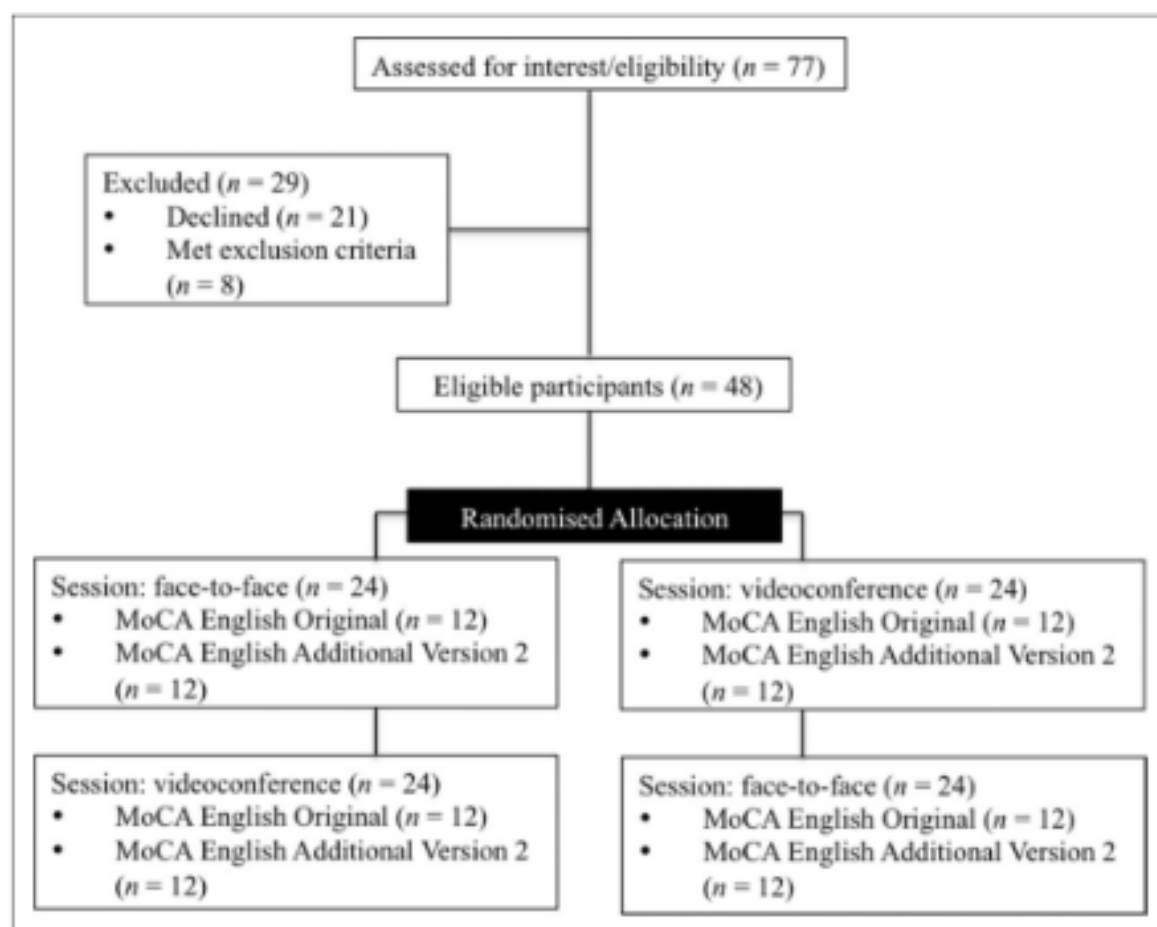 Assessed for interest/eligibility (n = 77)
Excluded (n = 29)
• Declined (n = 21)
• Met exclusion criteria
(n = 8)
Eligible participants (n = 48)
Randomised Allocation
Session: face-to-face (n = 24)
• MoCA English Original (n = 12)
• MoCA English Additional Version 2
(n = 12)
Session: videoconference (n = 24)
• MoCA English Original (n = 12)
• MoCA English Additional Version 2
(n = 12)
Session: videoconference (n = 24)
• MoCA English Original (n = 12)
• MoCA English Additional Version 2
(n = 12)
Session: face-to-face (n = 24)
• MoCA English Original (n = 12)
• MoCA English Additional Version 2
(n = 12)